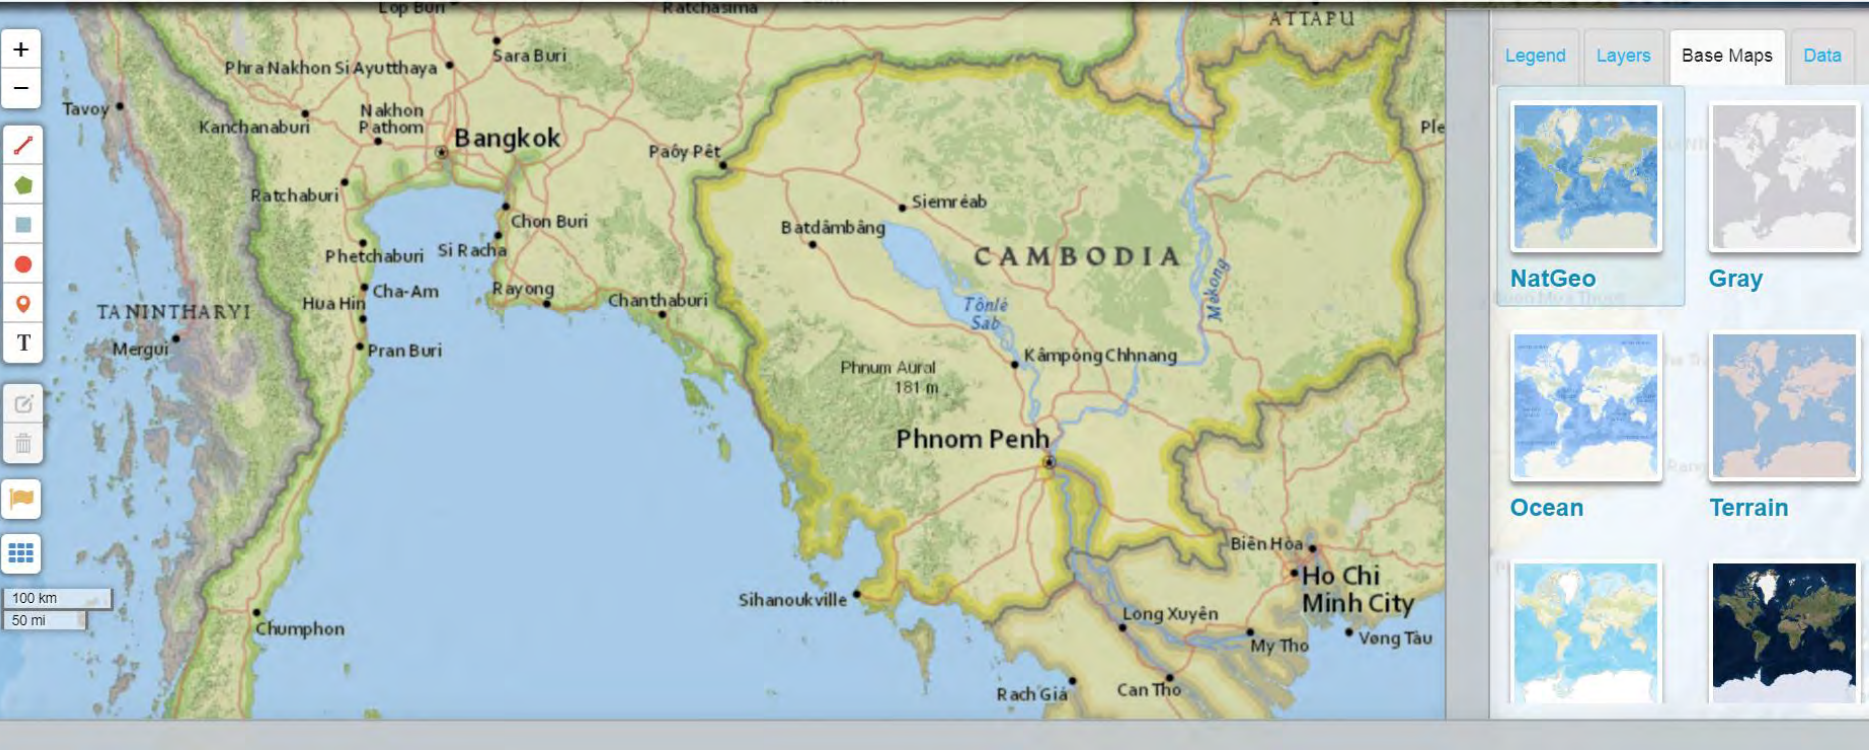 Lop Buri
Ratchasima
ATTAPU
+
−
Sara Buri
Phra Nakhon Si Ayutthaya
Tavoy
Nakhon
Pathom
Kanchanaburi
Bangkok
Ple
Paôy Pêt
Ratchaburi
Siemréab
Chon Buri
Batdâmbâng
Si Racha
Phetchaburi
CAMBODIA
Mekong
Cha-Am
Rayong
Hua Hin
Chanthaburi
Tônlé
Sab
TANINTHARYI
T
Mergui
Pran Buri
Kâmpóng Chhnang
Phnum Aural
181 m
Phnom Penh
Biên Hòa
Ho Chi
Minh City
100 km
50 mi
Sihanoukville
Chumphon
Long Xuyên
My Tho
Vøng Tàu
Rach Giá
Can Tho
Legend
Layers
Base Maps
Data
NatGeo
Gray
Ocean
Terrain